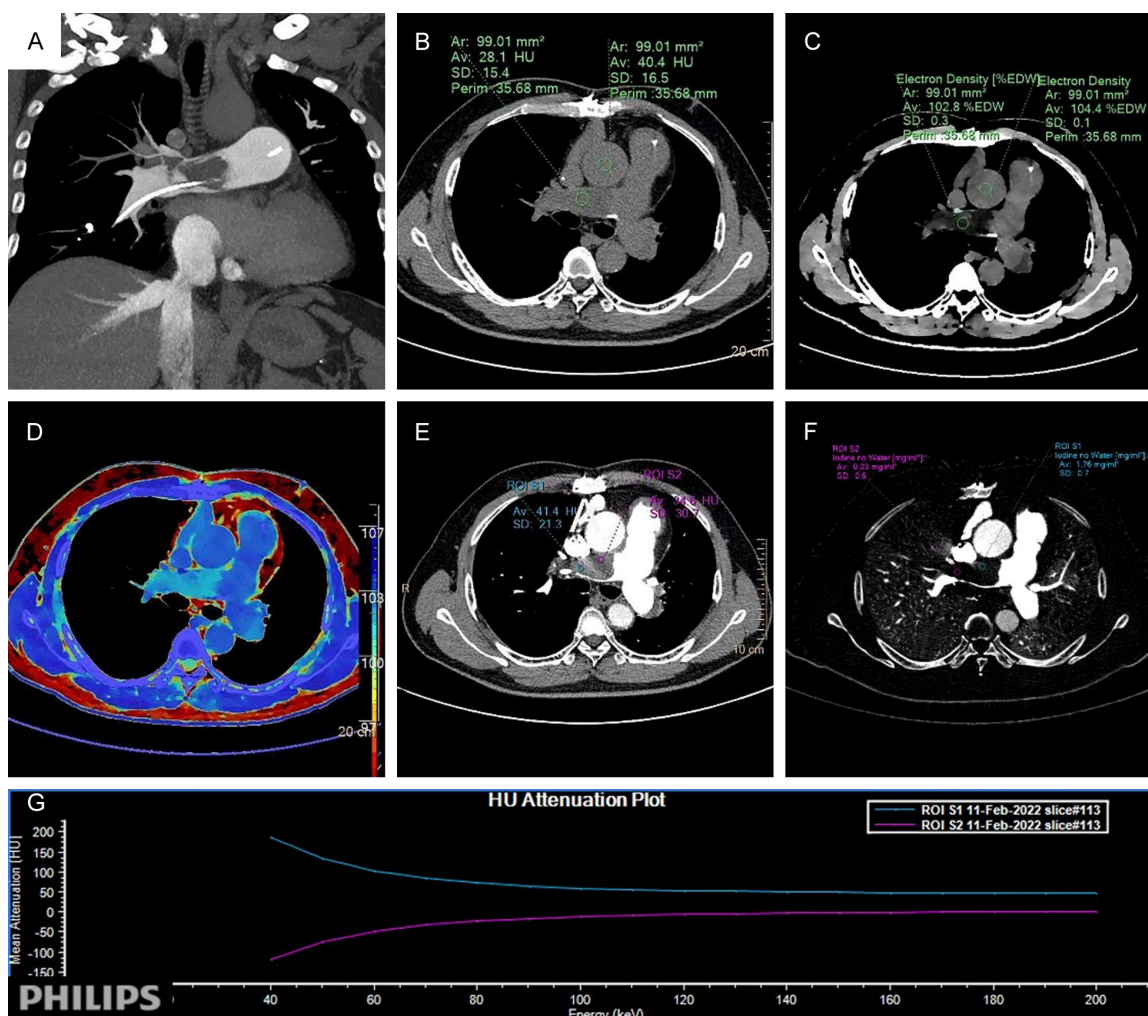 A
B
Ar: 99.01 mm²
Av: 28.1 HU
SD: 15.4
Perim :35.68 mm
Ar: 99.01 mm²
Av: 40.4 HU
SD: 16.5
Perim :35.68 mm
20 cm
C
Electron Density [%EDW]
Ar: 99.01 mm²
Av: 102.8 %EDW
SD: 0.3
Perim :35.68 mm
Electron Density
Ar: 99.01 mm²
Av: 104.4 %EDW
SD: 0.1
Perim :35.68 mm
D
107
103
100
97
20 cm
E
ROI S1
Av: 41.4 HU
SD: 21.3
ROI S2
HU
R
10 cm
F
ROI S2
Iodine no Water [mg/ml*]:
SD: 0.6
ROI S1
Iodine no Water [mg/ml*]:
Av: 1.76 mg/ml*
SD: 0.7
G
HU Attenuation Plot
ROI S1 11-Feb-2022 slice#113
ROI S2 11-Feb-2022 slice#113
Mean Attenuation [HU]
200
150
100
50
0
-50
-100
-150
40
60
80
100
120
140
160
180
200
Energy (keV)
PHILIPS